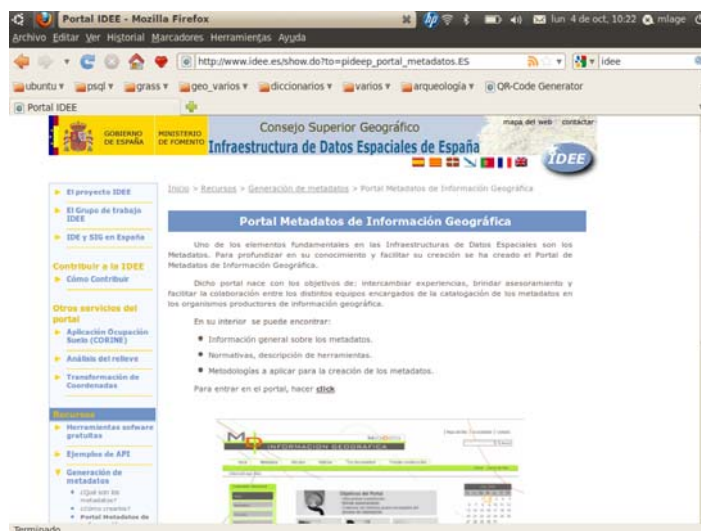 Portal IDEE - Mozilla Firefox
lun 4 de oct, 10:22 mlage
Archivo Editar Ver Historial Marcadores Herramientas Ayuda
http://www.idee.es/show.do?to=pideep_portal_metadatos.ES
idee
ubuntu psql grass geo_varios diccionarios varios arqueología QR-Code Generator
Portal IDEE
GOBIERNO DE ESPAÑA
MINISTERIO DE FOMENTO
Consejo Superior Geográfico
mapa del web contactar
Infraestructura de Datos Espaciales de España
IDEE
Inicio > Recursos > Generación de metadatos > Portal Metadatos de Información Geográfica
El proyecto IDEE
El Grupo de trabajo
IDEE
IDE y SIG en España
Contribuir a la IDEE
Cómo Contribuir
Otros servicios del
portal
Aplicación Ocupación
Suelo (CORINE)
Análisis del relieve
Transformación de
Coordenadas
Recursos
Herramientas sofware
gratuitas
Ejemplos de API
Generación de
metadatos
¿Qué son los
metadatos?
¿Cómo crearlos?
Portal Metadatos de
Portal Metadatos de Información Geográfica
Uno de los elementos fundamentales en las Infraestructuras de Datos Espaciales son los
Metadatos. Para profundizar en su conocimiento y facilitar su creación se ha creado el Portal de
Metadatos de Información Geográfica.
Dicho portal nace con los objetivos de: intercambiar experiencias, brindar asesoramiento y
facilitar la colaboración entre los distintos equipos encargados de la catalogación de los metadatos en
los organismos productores de información geográfica.
En su interior se puede encontrar:
Información general sobre los metadatos.
Normativas, descripción de herramientas.
Metodologías a aplicar para la creación de los metadatos.
Para entrar en el portal, hacer click.
INFORMACION GEOGRAFICA
Objetivos del Portal
Terminado